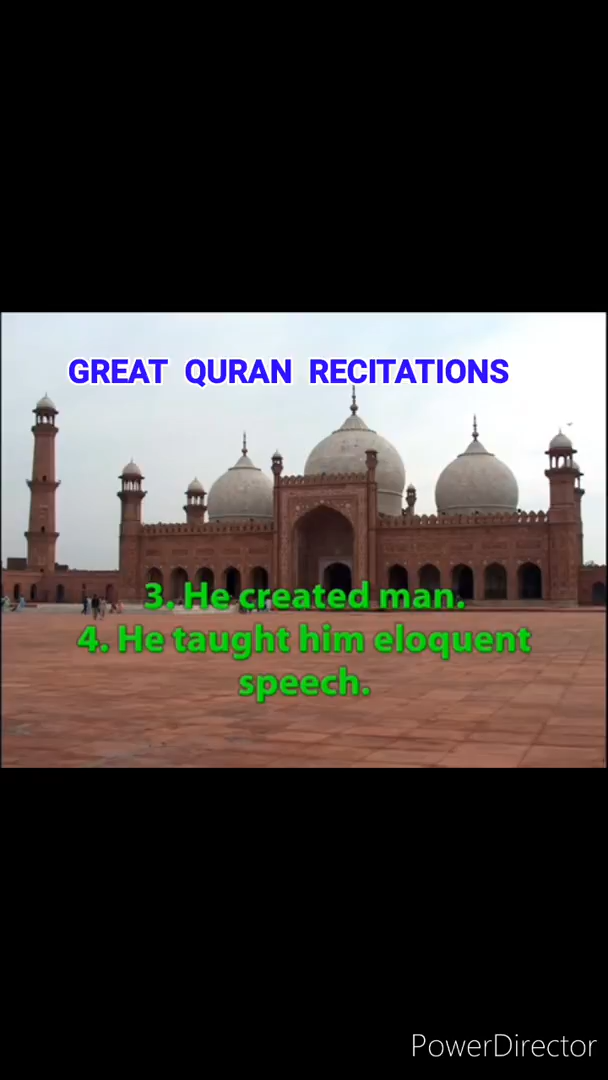 GREAT QURAN RECITATIONS
3. He created man.
4. He taught him eloquent
speech.
PowerDirector